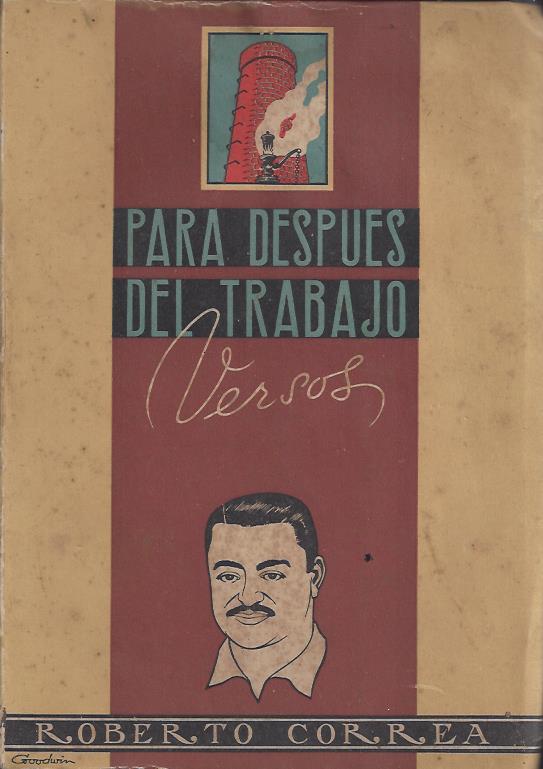 PARA DESPUES
DEL TRABAJO
Versos
ROBERTO CORREA
Goodwin